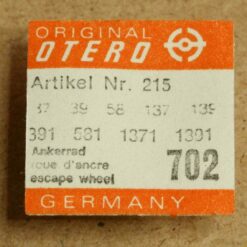 ORIGINAL
OTERO
Artikel Nr. 215
37 39 58 137 139
391 581 1371 1391
Ankerrad
roue d'ancre
escape wheel 702
GERMANY